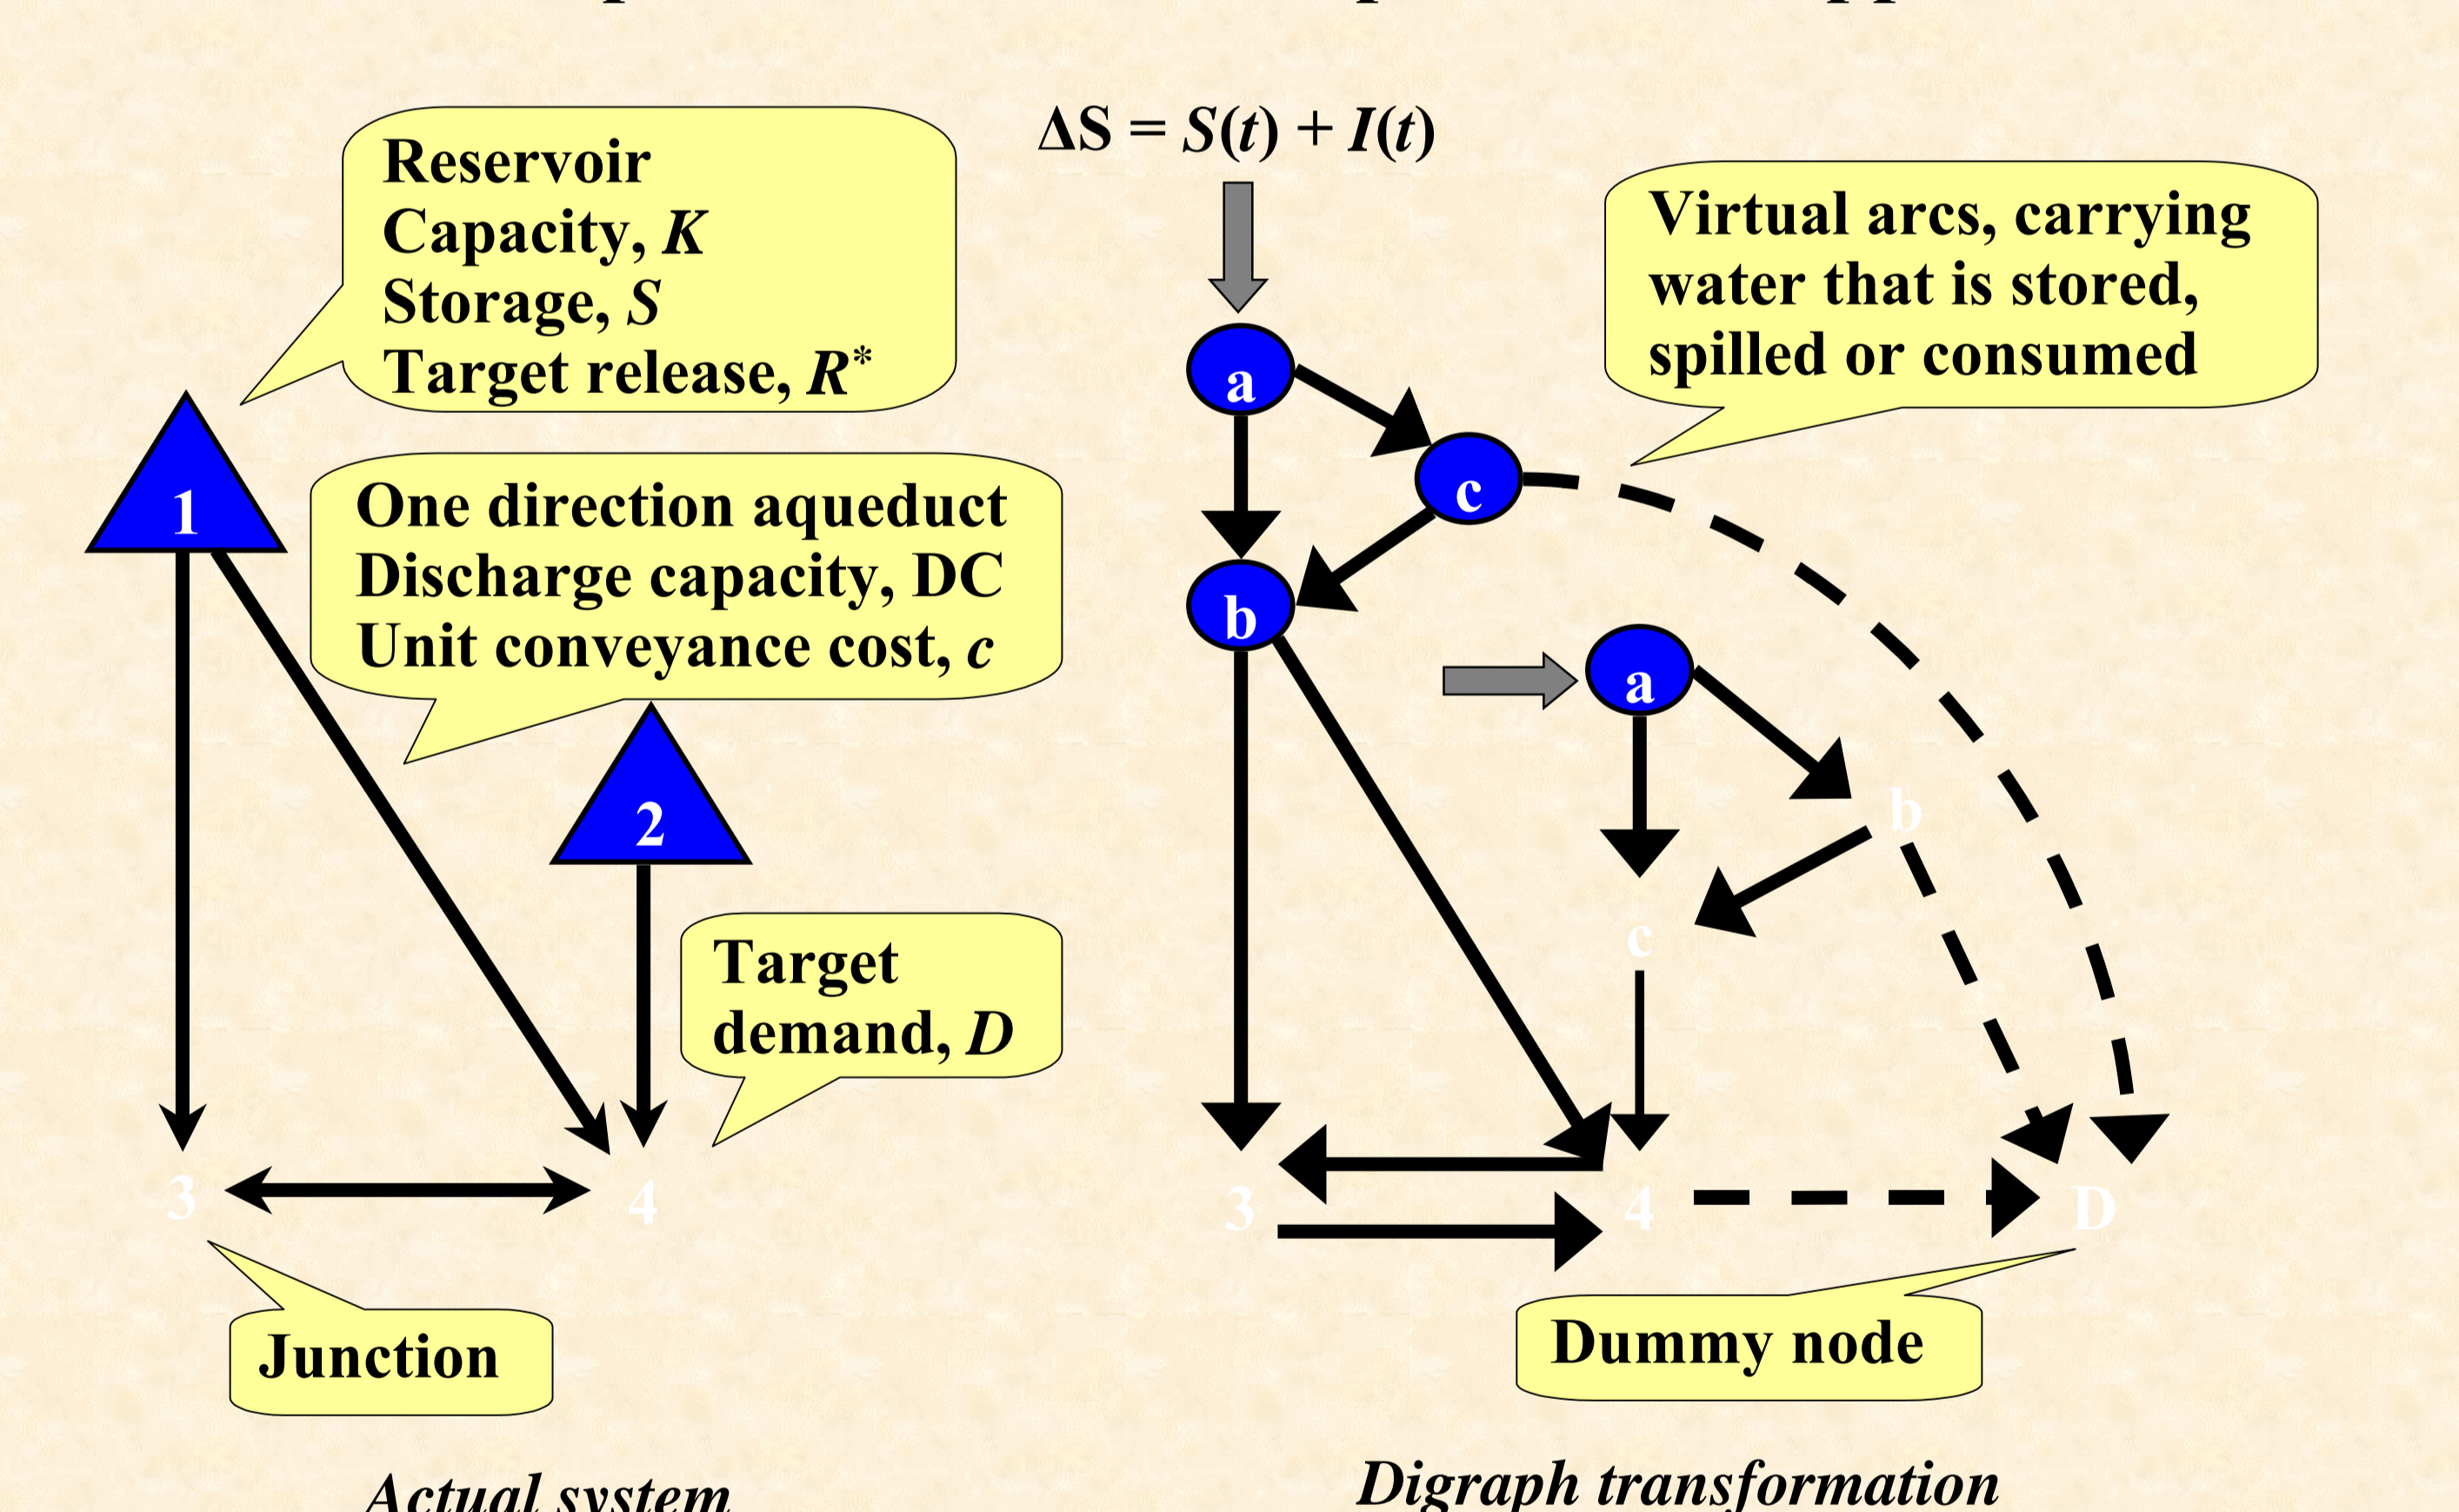 Reservoir
Capacity, K
Storage, S
Target release, R*
1
One direction aqueduct
Discharge capacity, DC
Unit conveyance cost, c
2
Target
demand, D
3
4
Junction
Actual system
ΔS = S(t) + I(t)
Virtual arcs, carrying
water that is stored,
spilled or consumed
a
c
b
a
b
c
3
4
D
Dummy node
Digraph transformation